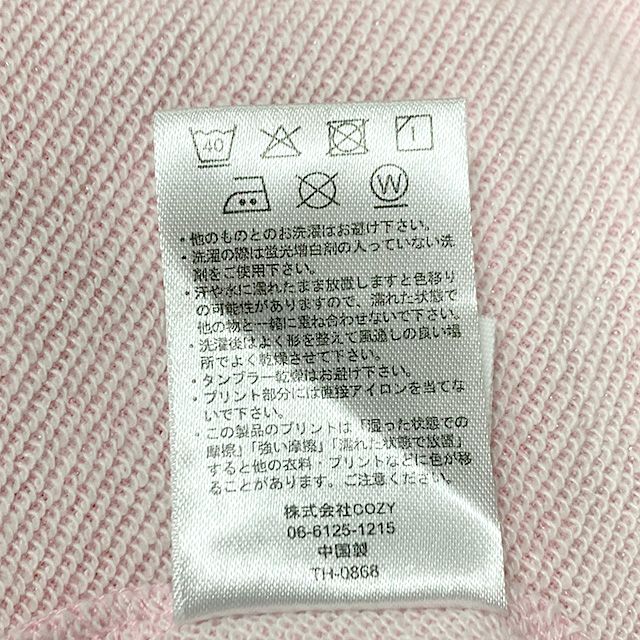 40
W
・他のものとのお洗濯はお避け下さい。
・洗濯の際は蛍光増白剤の入っていない洗
剤をご使用下さい。
・汗や水に濡れたまま放置しますと色移り
の可能性がありますので、濡れた状態で
他の物と一緒に重ね合わせないで下さい。
・洗濯後はよく形を整えて風通しの良い場
所でよく乾燥させて下さい。
・タンブラー乾燥はお避け下さい。
・プリント部分には直接アイロンを当てな
いで下さい。
・この製品のプリントは「湿った状態での
摩擦」「強い摩擦」「濡れた状態で放置」
すると他の衣料・プリントなどに色が移
ることがあります。ご注意ください。
株式会社COZY
06-6125-1215
中国製
TH-0868